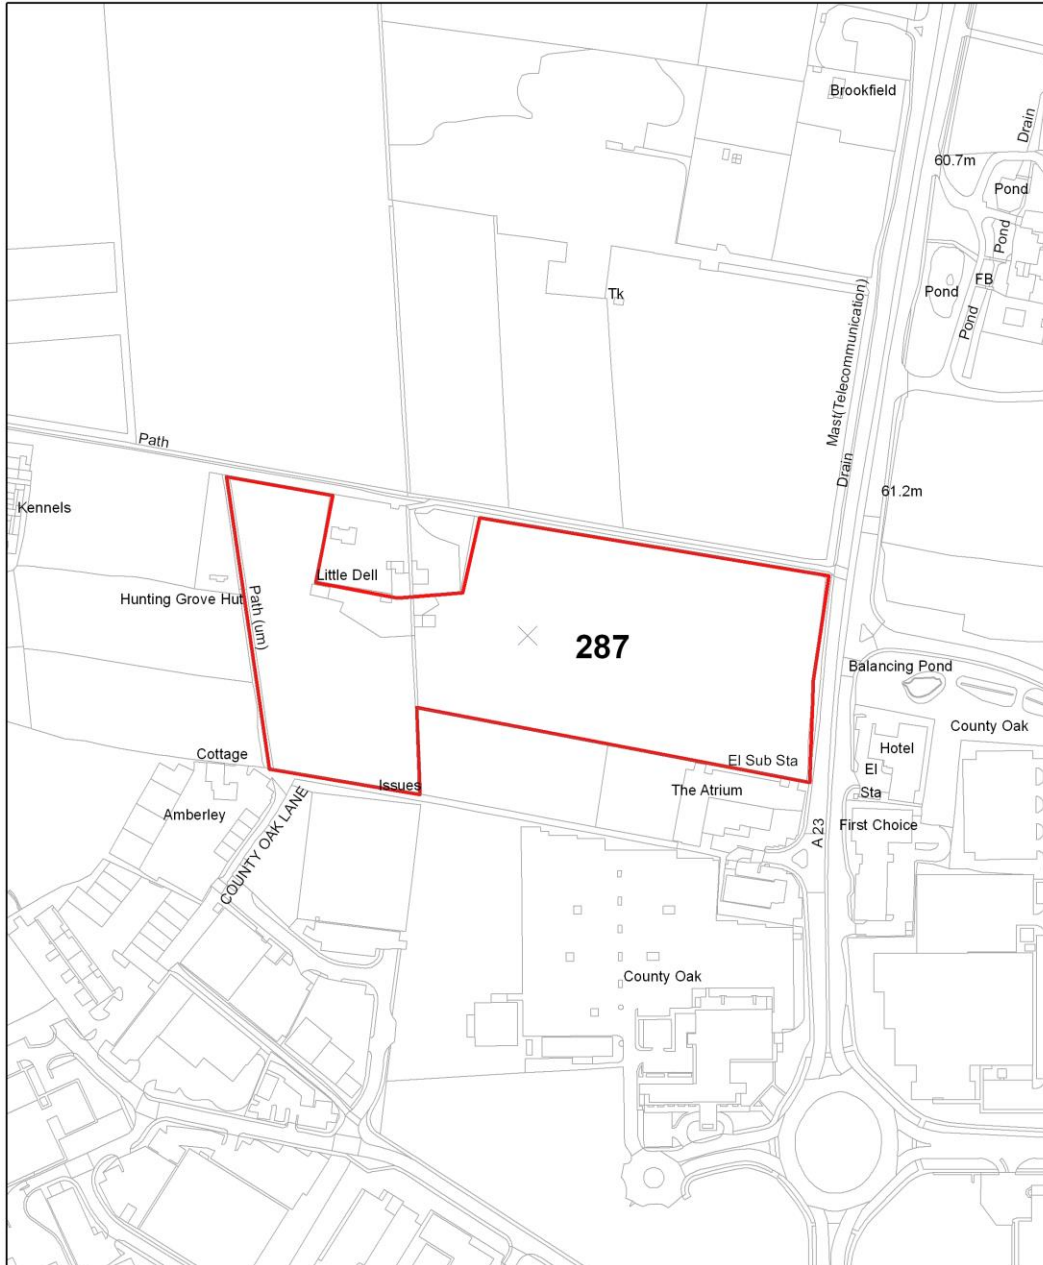 Brookfield
Drain
60.7m
Pond
Pond
FB
Pond
Pond
Tk
Mast(Telecommunication)
Drain
61.2m
Path
Kennels
Little Dell
Hunting Grove Hut
Path (um)
287
Balancing Pond
County Oak
Hotel
El
Sta
Cottage
El Sub Sta
Issues
The Atrium
Amberley
COUNTY OAK LANE
A 23
First Choice
County Oak